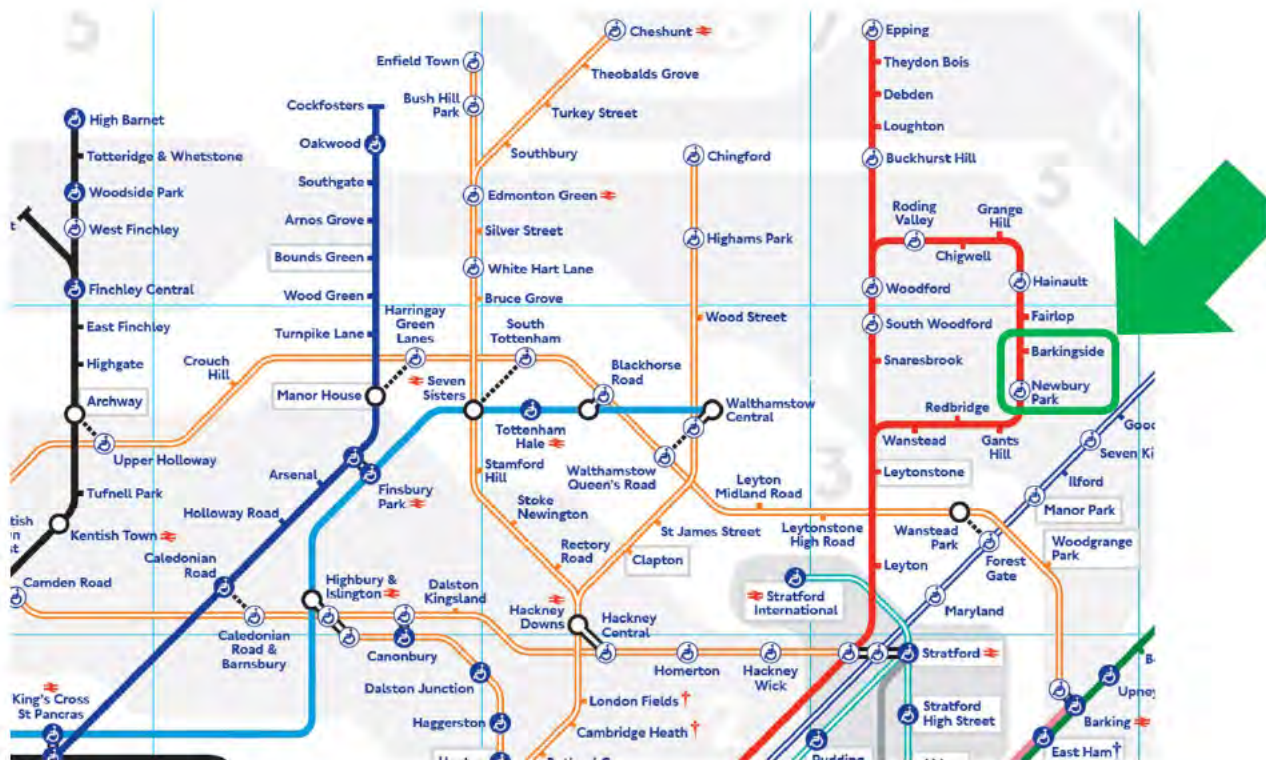 5
7
Cheshunt
Epping
Enfield Town
Theobalds Grove
Theydon Bois
Bush Hill
Park
Debden
Cockfosters
Turkey Street
High Barnet
Loughton
Oakwood
Southbury
Chingford
Buckhurst Hill
Totteridge & Whetstone
Southgate
5
Woodside Park
Edmonton Green
Roding
Valley
Grange
Hill
Arnos Grove
Silver Street
West Finchley
Highams Park
Chigwell
Bounds Green
White Hart Lane
Hainault
Finchley Central
Wood Green
Bruce Grove
Woodford
Harringay
Green
Lanes
South
Tottenham
Wood Street
Fairlop
East Finchley
Turnpike Lane
South Woodford
Barkingside
Crouch
Hill
Highgate
Blackhorse
Road
Snaresbrook
Seven
Sisters
Newbury
Park
Manor House
Archway
Walthamstow
Central
Redbridge
Tottenham
Hale
Wanstead
Gants
Hill
Upper Holloway
Seven Ki
Arsenal
Stamford
Hill
Walthamstow
Queen's Road
Leytonstone
3
Finsbury
Park
Leyton
Midland Road
Ilford
Tufnell Park
Stoke
Newington
Manor Park
Holloway Road
St James Street
Leytonstone
High Road
Wanstead
Park
Kentish Town
Rectory
Road
Woodgrange
Park
Caledonian
Road
Clapton
Forest
Gate
Leyton
Camden Road
Highbury &
Islington
Dalston
Kingsland
Stratford
International
Maryland
Hackney
Downs
Hackney
Central
Caledonian
Road &
Barnsbury
Canonbury
Homerton
Hackney
Wick
Stratford
Dalston Junction
King's Cross
St Pancras
London Fields †
Stratford
High Street
Upney
Haggerston
Cambridge Heath †
Barking
East Ham †